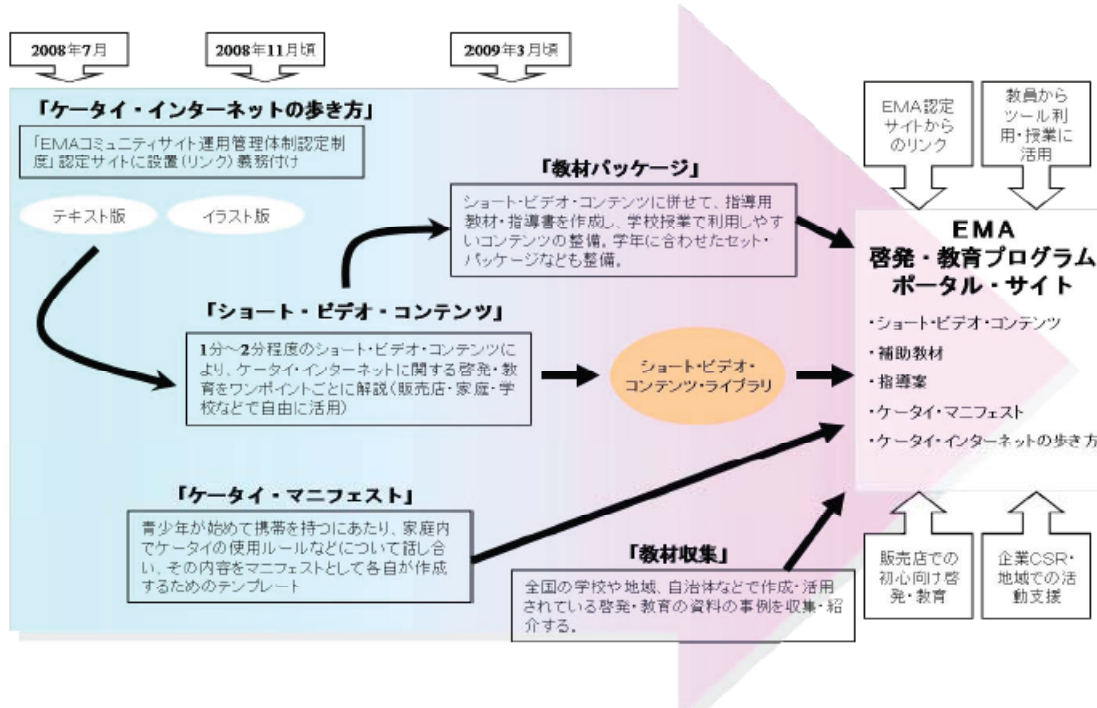 2008年7月
2008年11月頃
2009年3月頃
「ケータイ・インターネットの歩き方」
「EMAコミュニティサイト運用管理体制認定制
度」認定サイトに設置(リンク)義務付け
テキスト版
イラスト版
「教材パッケージ」
ショート・ビデオ・コンテンツに併せて、指導用
教材・指導書を作成し、学校授業で利用しやす
いコンテンツの整備。学年に合わせたセット・
パッケージなども整備。
「ショート・ビデオ・コンテンツ」
1分～2分程度のショート・ビデオ・コンテンツによ
り、ケータイ・インターネットに関する啓発・教
育をワンポイントごとに解説(販売店・家庭・学
校などで自由に活用)
ショート・ビデオ・
コンテンツ・ライブラリ
「ケータイ・マニフェスト」
青少年が始めて携帯を持つにあたり、家庭内
でケータイの使用ルールなどについて話し合
い、その内容をマニフェストとして各自が作成
するためのテンプレート
「教材収集」
全国の学校や地域、自治体などで作成・活用
されている啓発・教育の資料の事例を収集・紹
介する。
EMA認定
サイトから
のリンク
教員から
ツール利
用・授業に
活用
EMA
啓発・教育プログラム
ポータル・サイト
・ショート・ビデオ・コンテンツ
・補助教材
・指導案
・ケータイ・マニフェスト
・ケータイ・インターネットの歩き方
販売店での
初心向け啓
発・教育
企業CSR・
地域での活
動支援